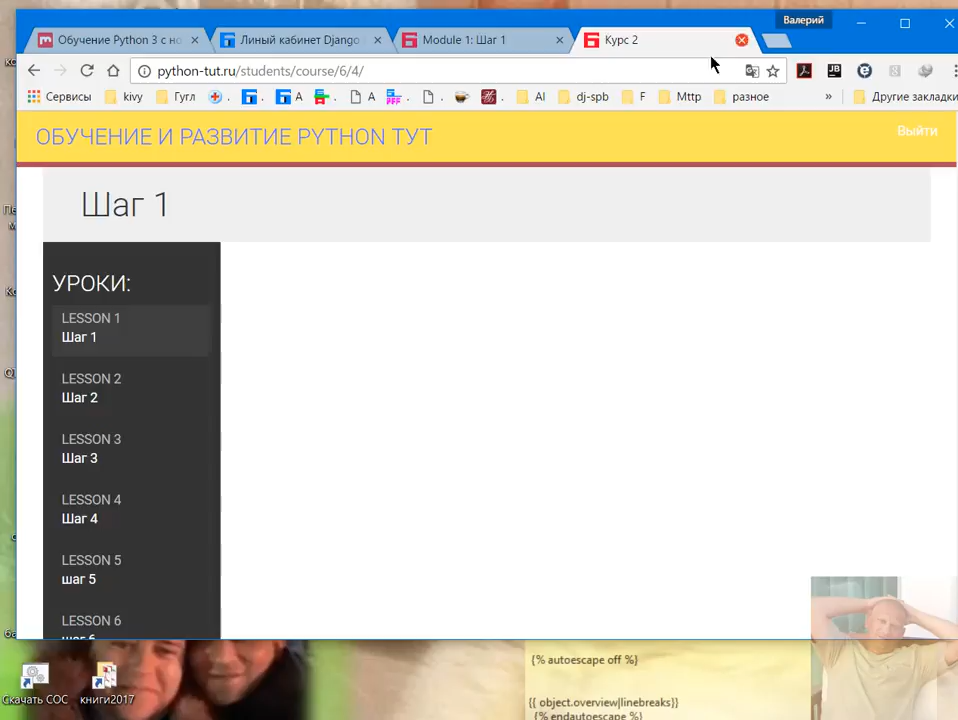 Валерий
Обучение Python 3 с но
Линый кабинет Django
Module 1: Шаг 1
Курс 2
python-tut.ru/students/course/6/4/
Сервисы
kivy
Гугл
.
.
A
.
A
.
.
.
AI
dj-spb
F
Mttp
разное
»
Другие закладки
ОБУЧЕНИЕ И РАЗВИТИЕ PYTHON ТУТ
Выйти
Шаг 1
УРОКИ:
LESSON 1
Шаг 1
LESSON 2
Шаг 2
LESSON 3
Шаг 3
LESSON 4
Шаг 4
LESSON 5
шаг 5
LESSON 6
шаг 6
{% autoescape off %}
{{ object.overview|linebreaks}}
{% endautoescape %}
Скачать СОС
книги2017